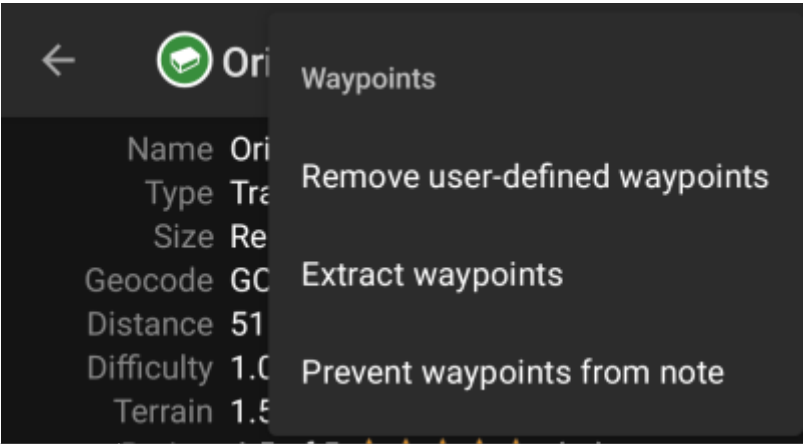 Ori
Waypoints
Name Ori
Remove user-defined waypoints
Type Tra
Size Re
Geocode GC
Extract waypoints
Distance 51
Difficulty 1.0
Prevent waypoints from note
Terrain 1.5